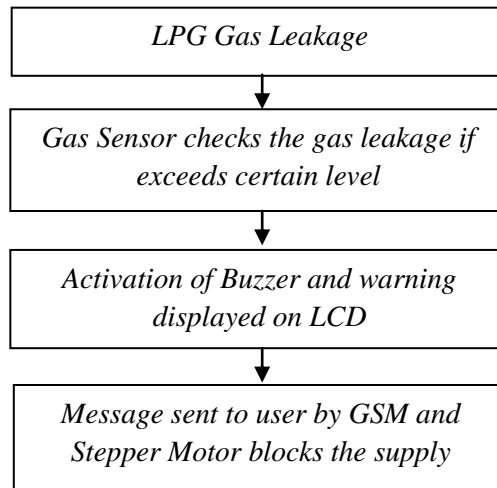 LPG Gas Leakage
Gas Sensor checks the gas leakage if
exceeds certain level
Activation of Buzzer and warning
displayed on LCD
Message sent to user by GSM and
Stepper Motor blocks the supply